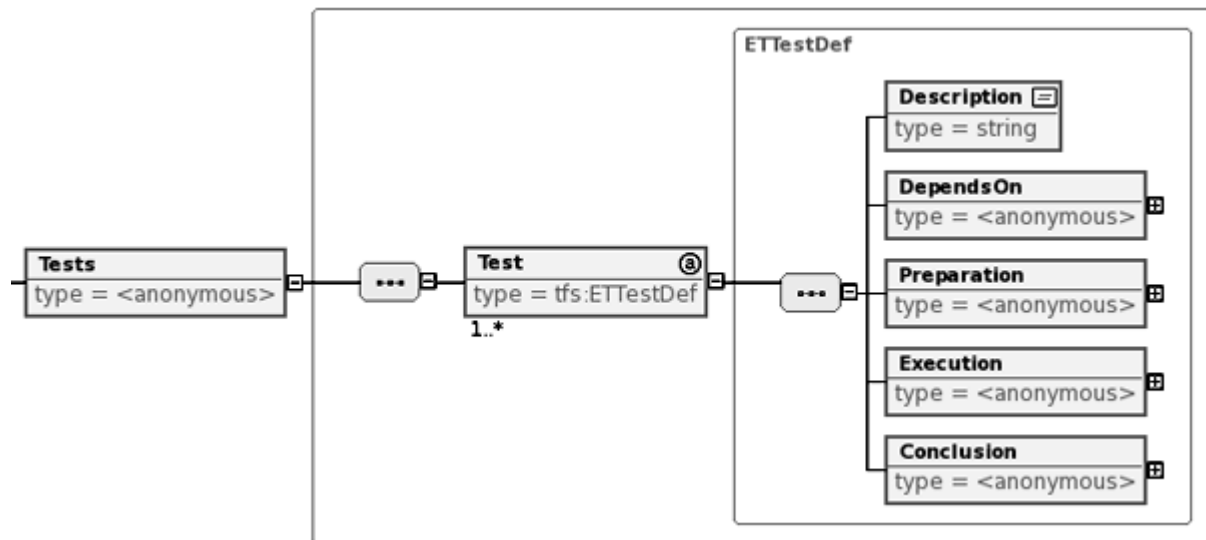 ETTestDef
Description
type = string
DependsOn
type = <anonymous>
Tests
type = <anonymous>
Test
a
type = tfs:ETTestDef
1..*
Preparation
type = <anonymous>
Execution
type = <anonymous>
Conclusion
type = <anonymous>